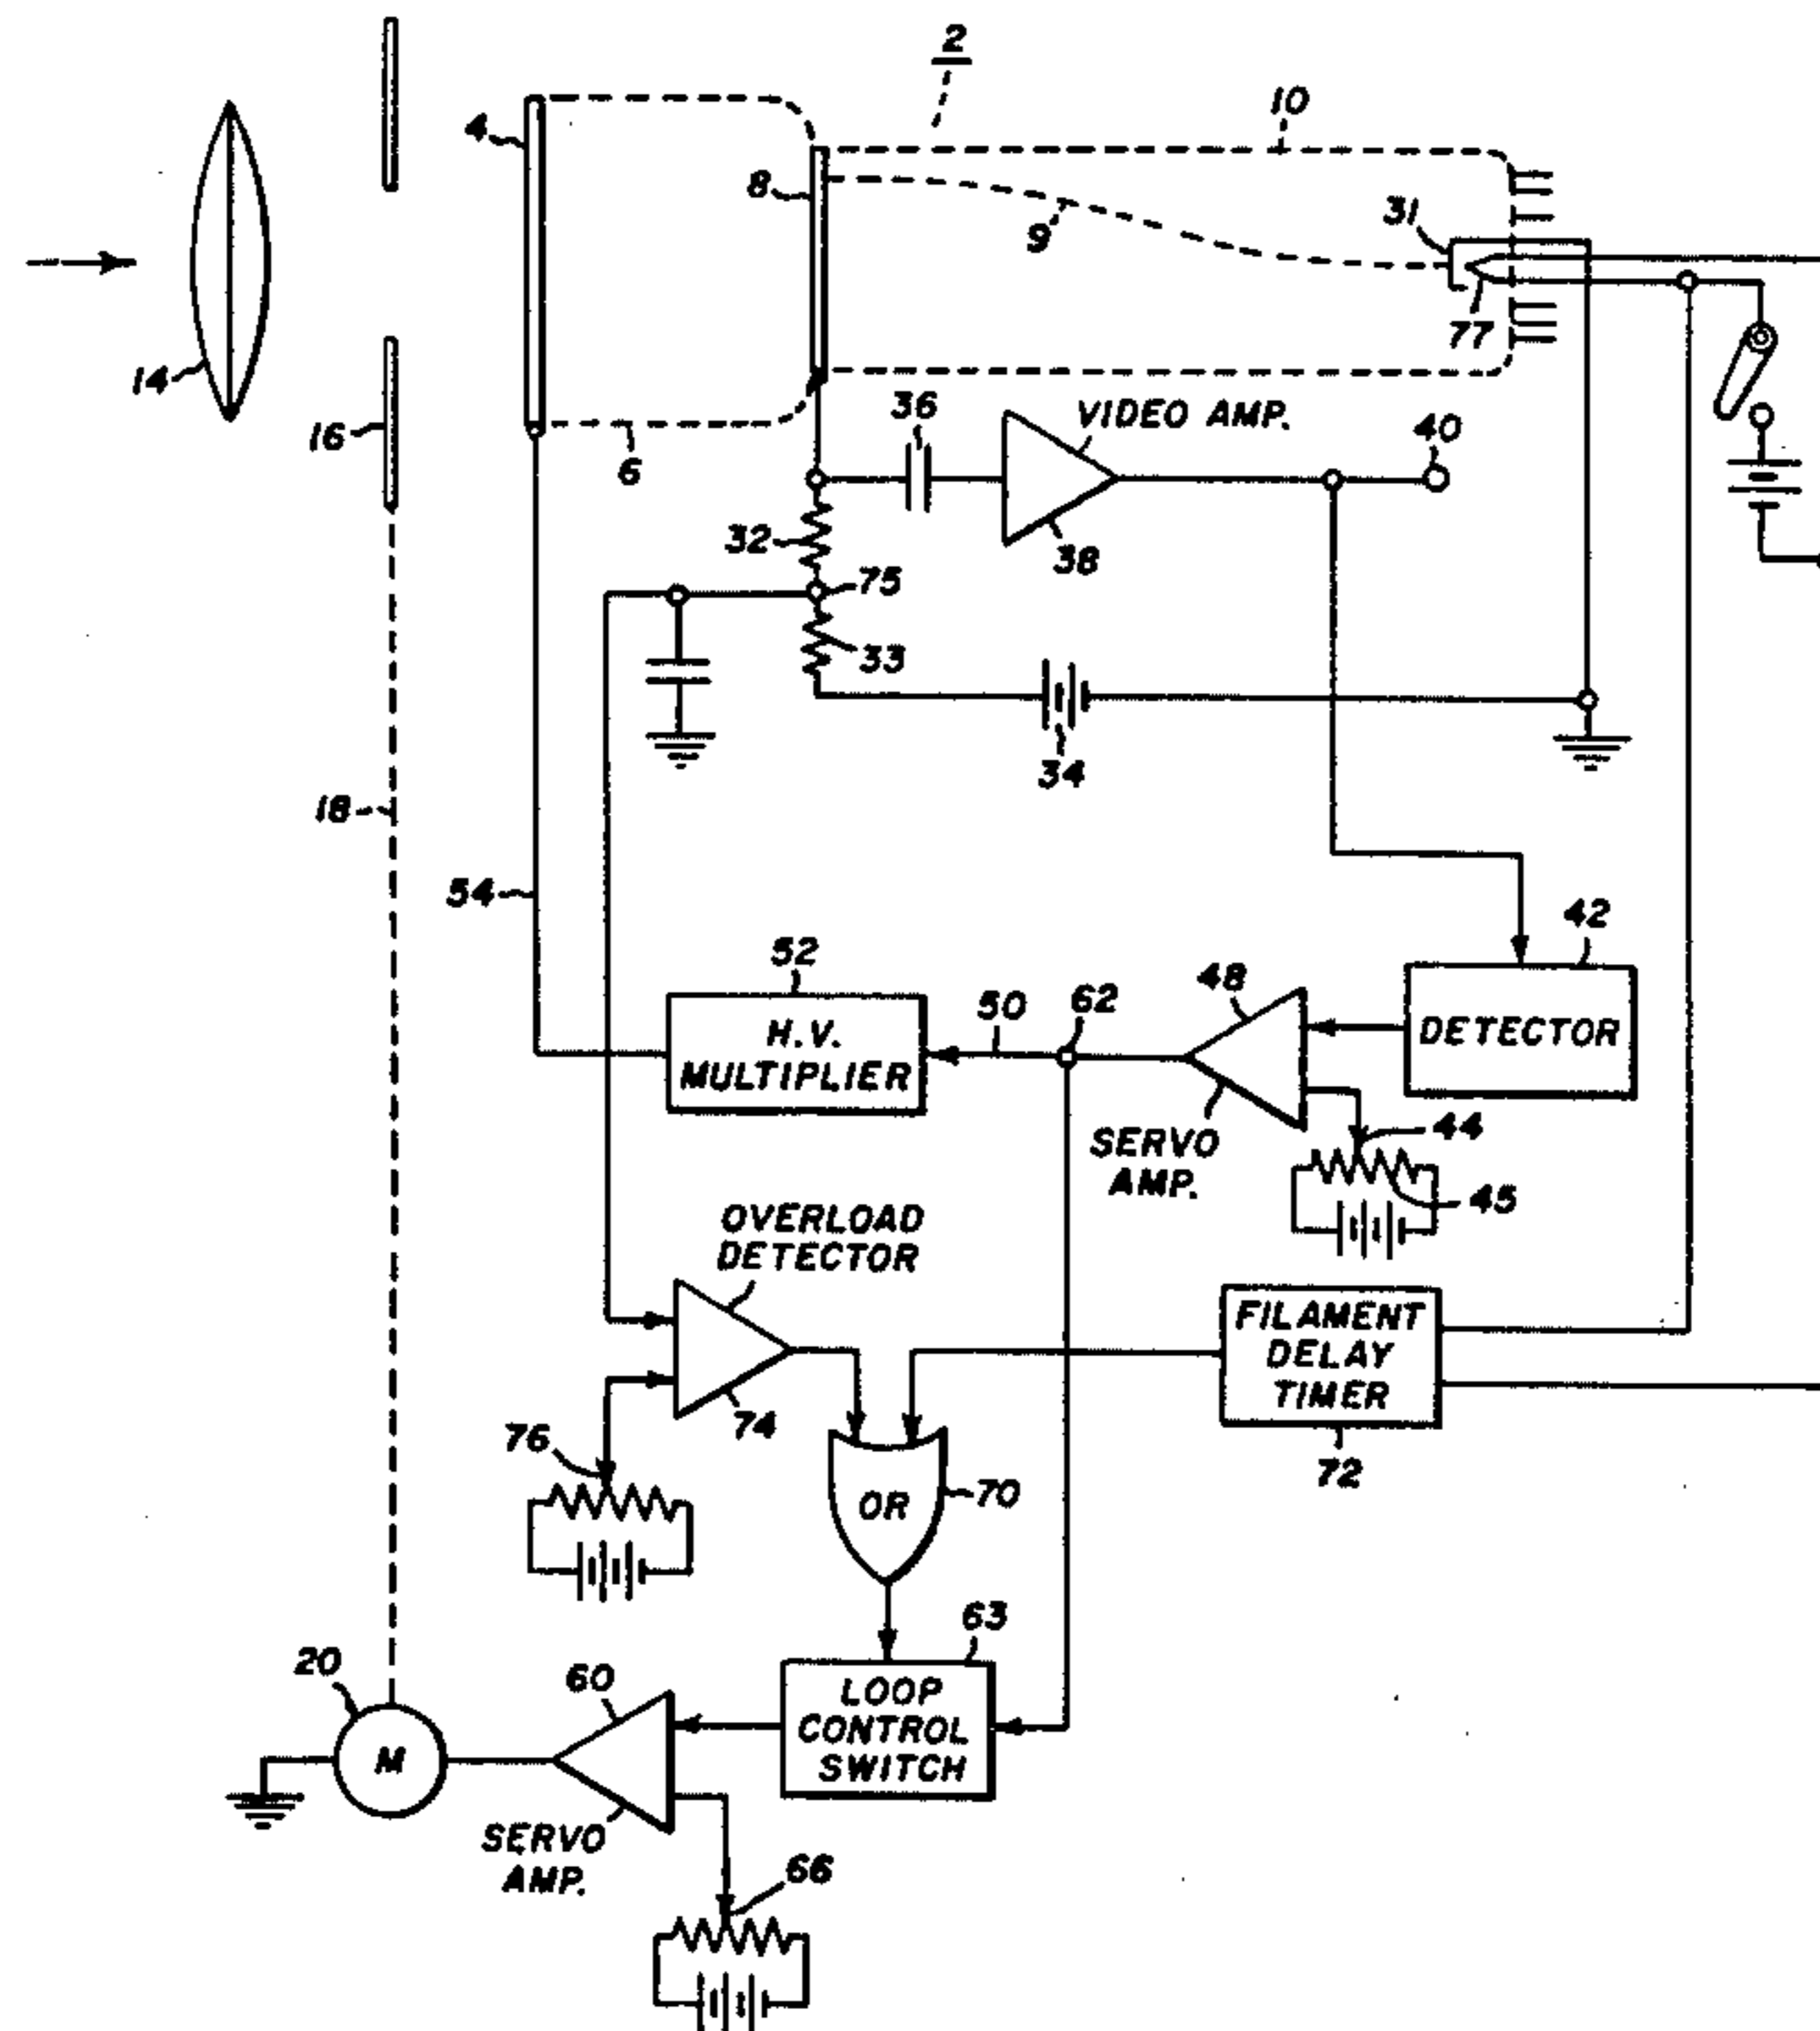 2
10
4
8
9
31
77
14
16
6
36
VIDEO AMP.
40
38
32
75
33
34
18
54
42
52
48
62
50
H.V.
MULTIPLIER
DETECTOR
44
SERVO
AMP.
45
OVERLOAD
DETECTOR
FILAMENT
DELAY
TIMER
74
76
72
OR
70
63
20
60
LOOP
CONTROL
SWITCH
M
SERVO
AMP.
66